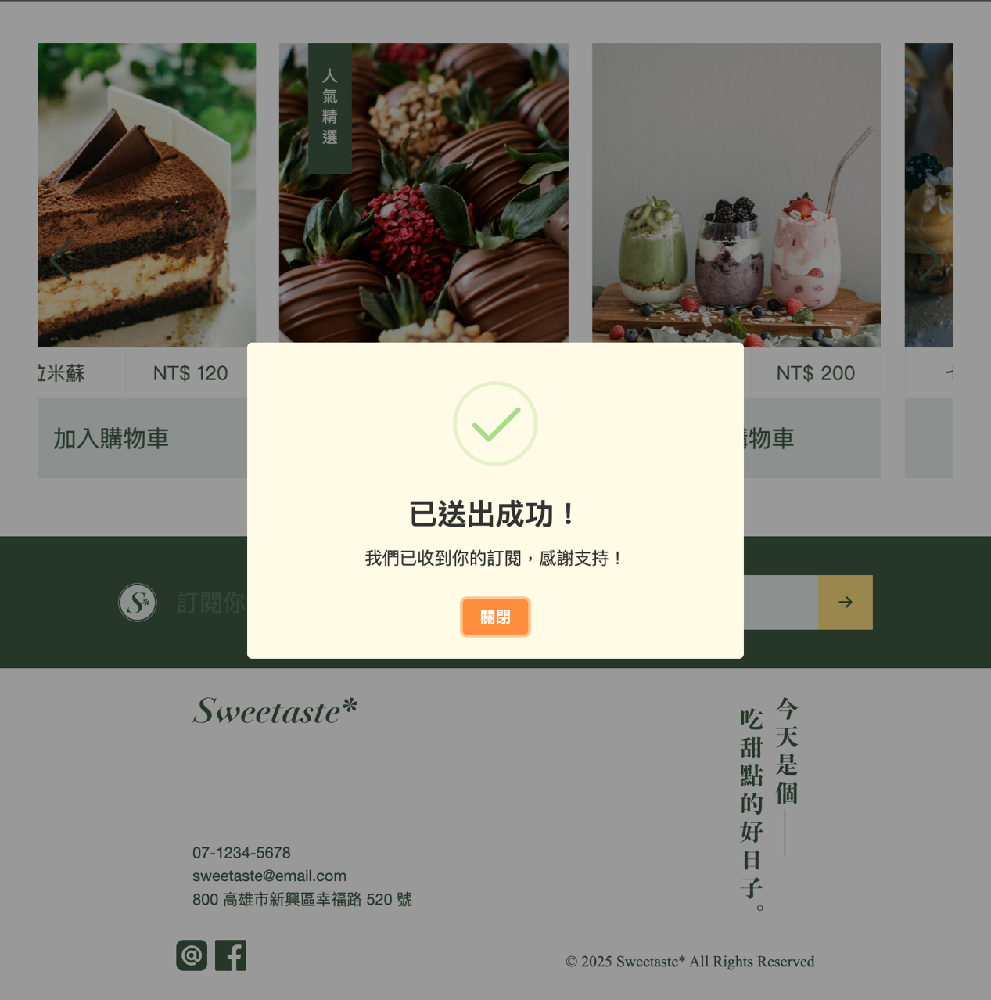 人氣精選
拉米蘇
NT$ 120
NT$ 200
加入購物車
購物車
已送出成功！
我們已收到你的訂閱，感謝支持！
關閉
S*
訂閱你
Sweetaste*
今天是個——
吃甜點的好日子。
07-1234-5678
sweetaste@email.com
800 高雄市新興區幸福路 520 號
© 2025 Sweetaste* All Rights Reserved